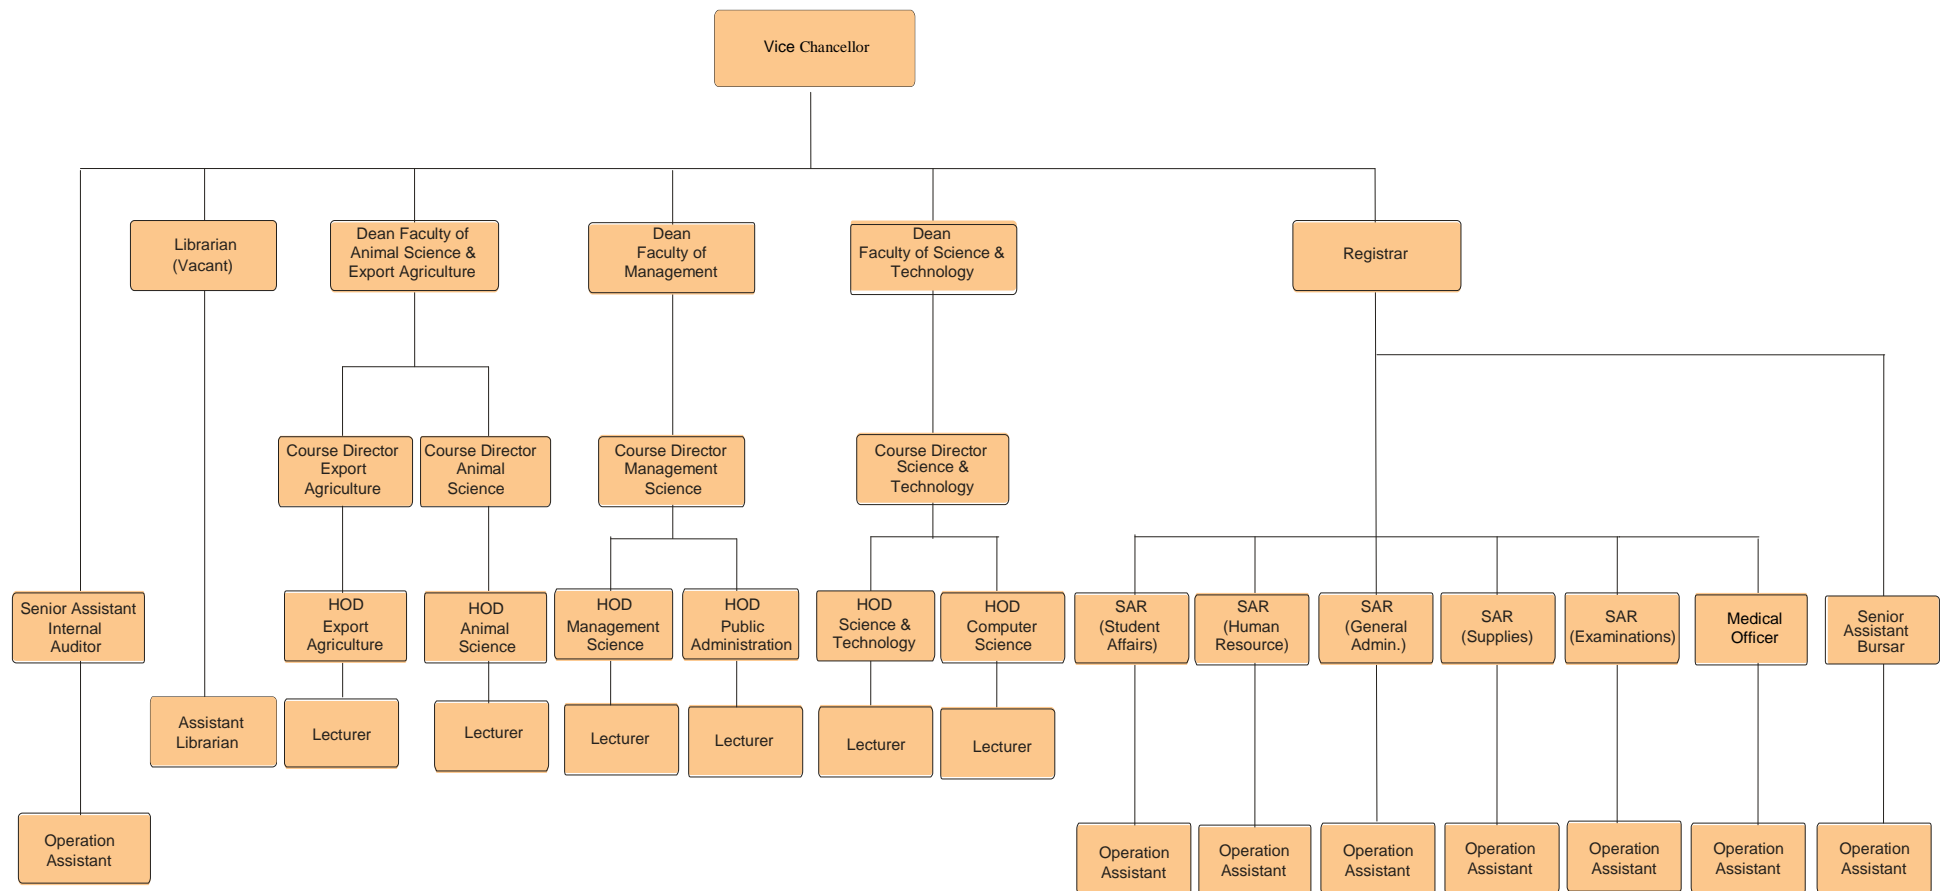 Vice Chancellor
Librarian
(Vacant)
Dean Faculty of
Animal Science &
Export Agriculture
Dean
Faculty of
Management
Dean
Faculty of Science &
Technology
Registrar
Course Director
Export
Agriculture
Course Director
Animal
Science
Course Director
Management
Science
Course Director
Science &
Technology
Senior Assistant
Internal
Auditor
HOD
Export
Agriculture
HOD
Animal
Science
HOD
Management
Science
HOD
Public
Administration
HOD
Science &
Technology
HOD
Computer
Science
SAR
(Student
Affairs)
SAR
(Human
Resource)
SAR
(General
Admin.)
SAR
(Supplies)
SAR
(Examinations)
Medical
Officer
Senior
Assistant
Bursar
Assistant
Librarian
Lecturer
Lecturer
Lecturer
Lecturer
Lecturer
Lecturer
Operation
Assistant
Operation
Assistant
Operation
Assistant
Operation
Assistant
Operation
Assistant
Operation
Assistant
Operation
Assistant
Operation
Assistant